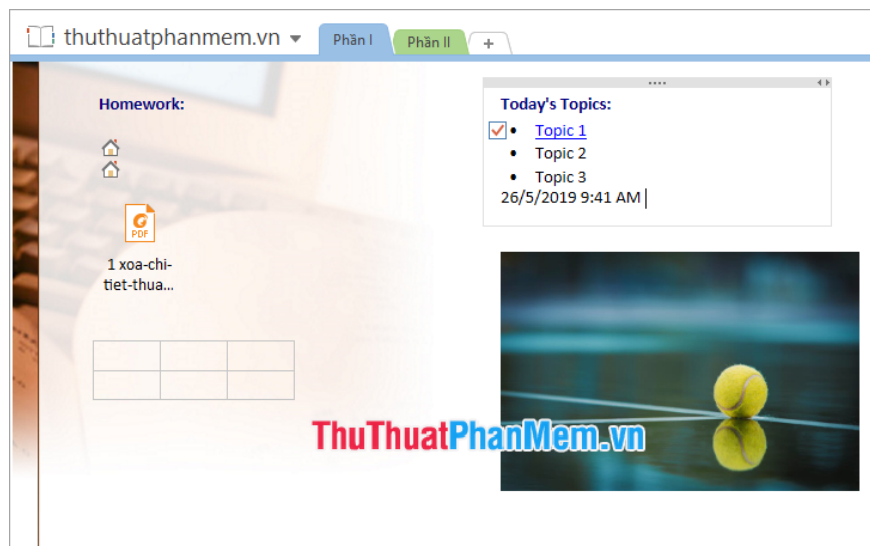 thuthuatphanmem.vn
Phần I
Phần II
Homework:
PDF
1 xoa-chi-
tiet-thua...
Today's Topics:
• Topic 1
• Topic 2
• Topic 3
26/5/2019 9:41 AM
ThuThuatPhanMem.vn